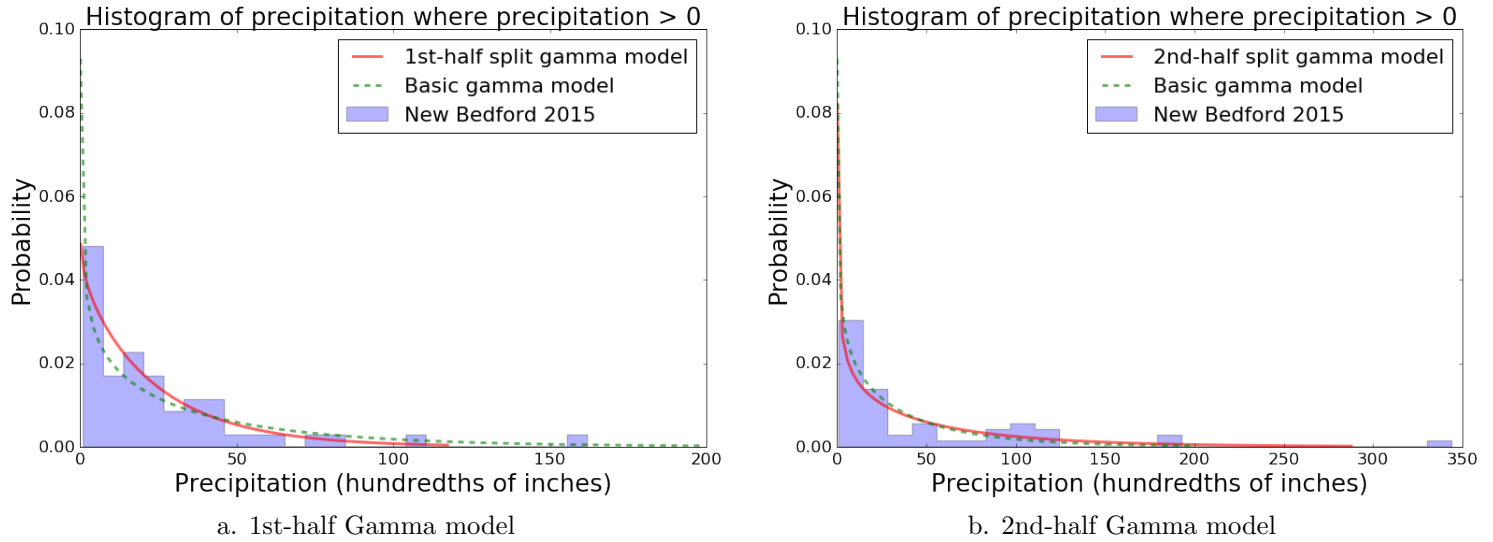 Histogram of precipitation where precipitation > 0
0.10
0.08
0.06
0.04
0.02
0.00
Probability
1st-half split gamma model
Basic gamma model
New Bedford 2015
0 50 100 150 200
Precipitation (hundredths of inches)
a. 1st-half Gamma model
Histogram of precipitation where precipitation > 0
0.10
0.08
0.06
0.04
0.02
0.00
Probability
2nd-half split gamma model
Basic gamma model
New Bedford 2015
0 50 100 150 200 250 300 350
Precipitation (hundredths of inches)
b. 2nd-half Gamma model